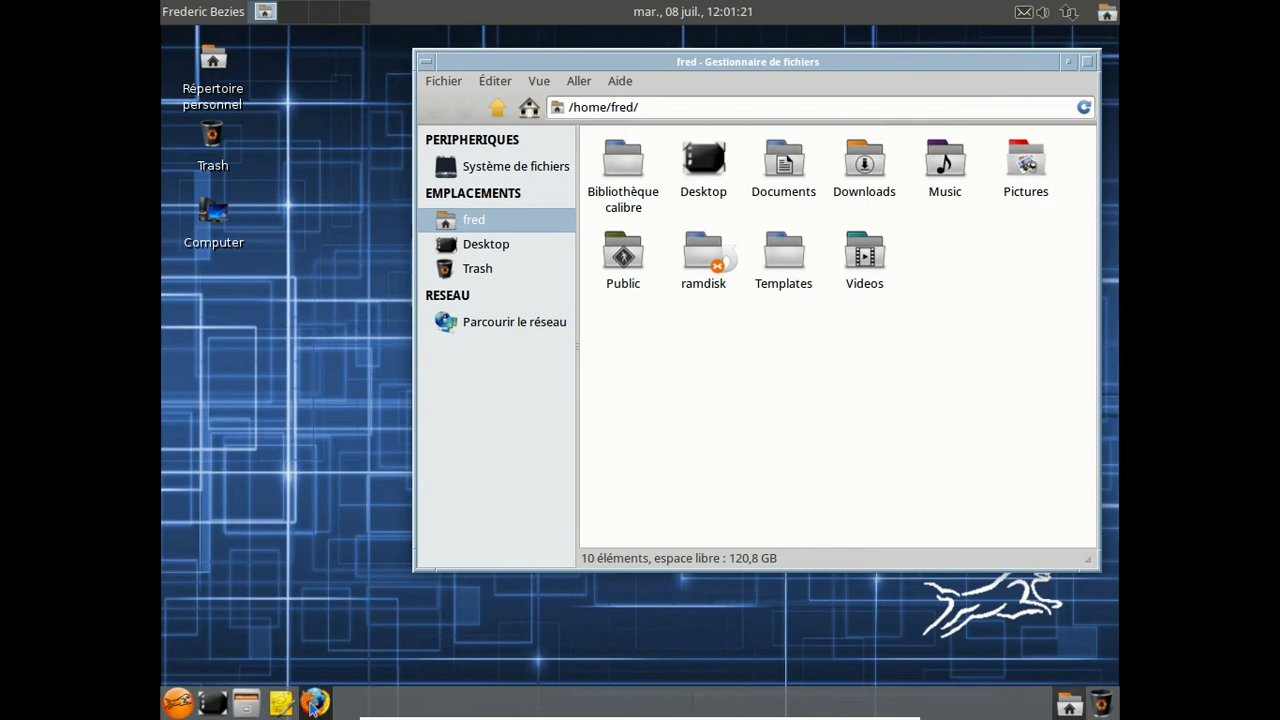 Frederic Bezies
mar., 08 juil., 12:01:21
Répertoire
personnel
Trash
Computer
fred - Gestionnaire de fichiers
Fichier Éditer Vue Aller Aide
/home/fred/
PERIPHERIQUES
Système de fichiers
EMPLACEMENTS
fred
Desktop
Trash
RESEAU
Parcourir le réseau
Bibliothèque
calibre
Desktop
Documents
Downloads
Music
Pictures
Public
ramdisk
Templates
Videos
10 éléments, espace libre : 120,8 GB